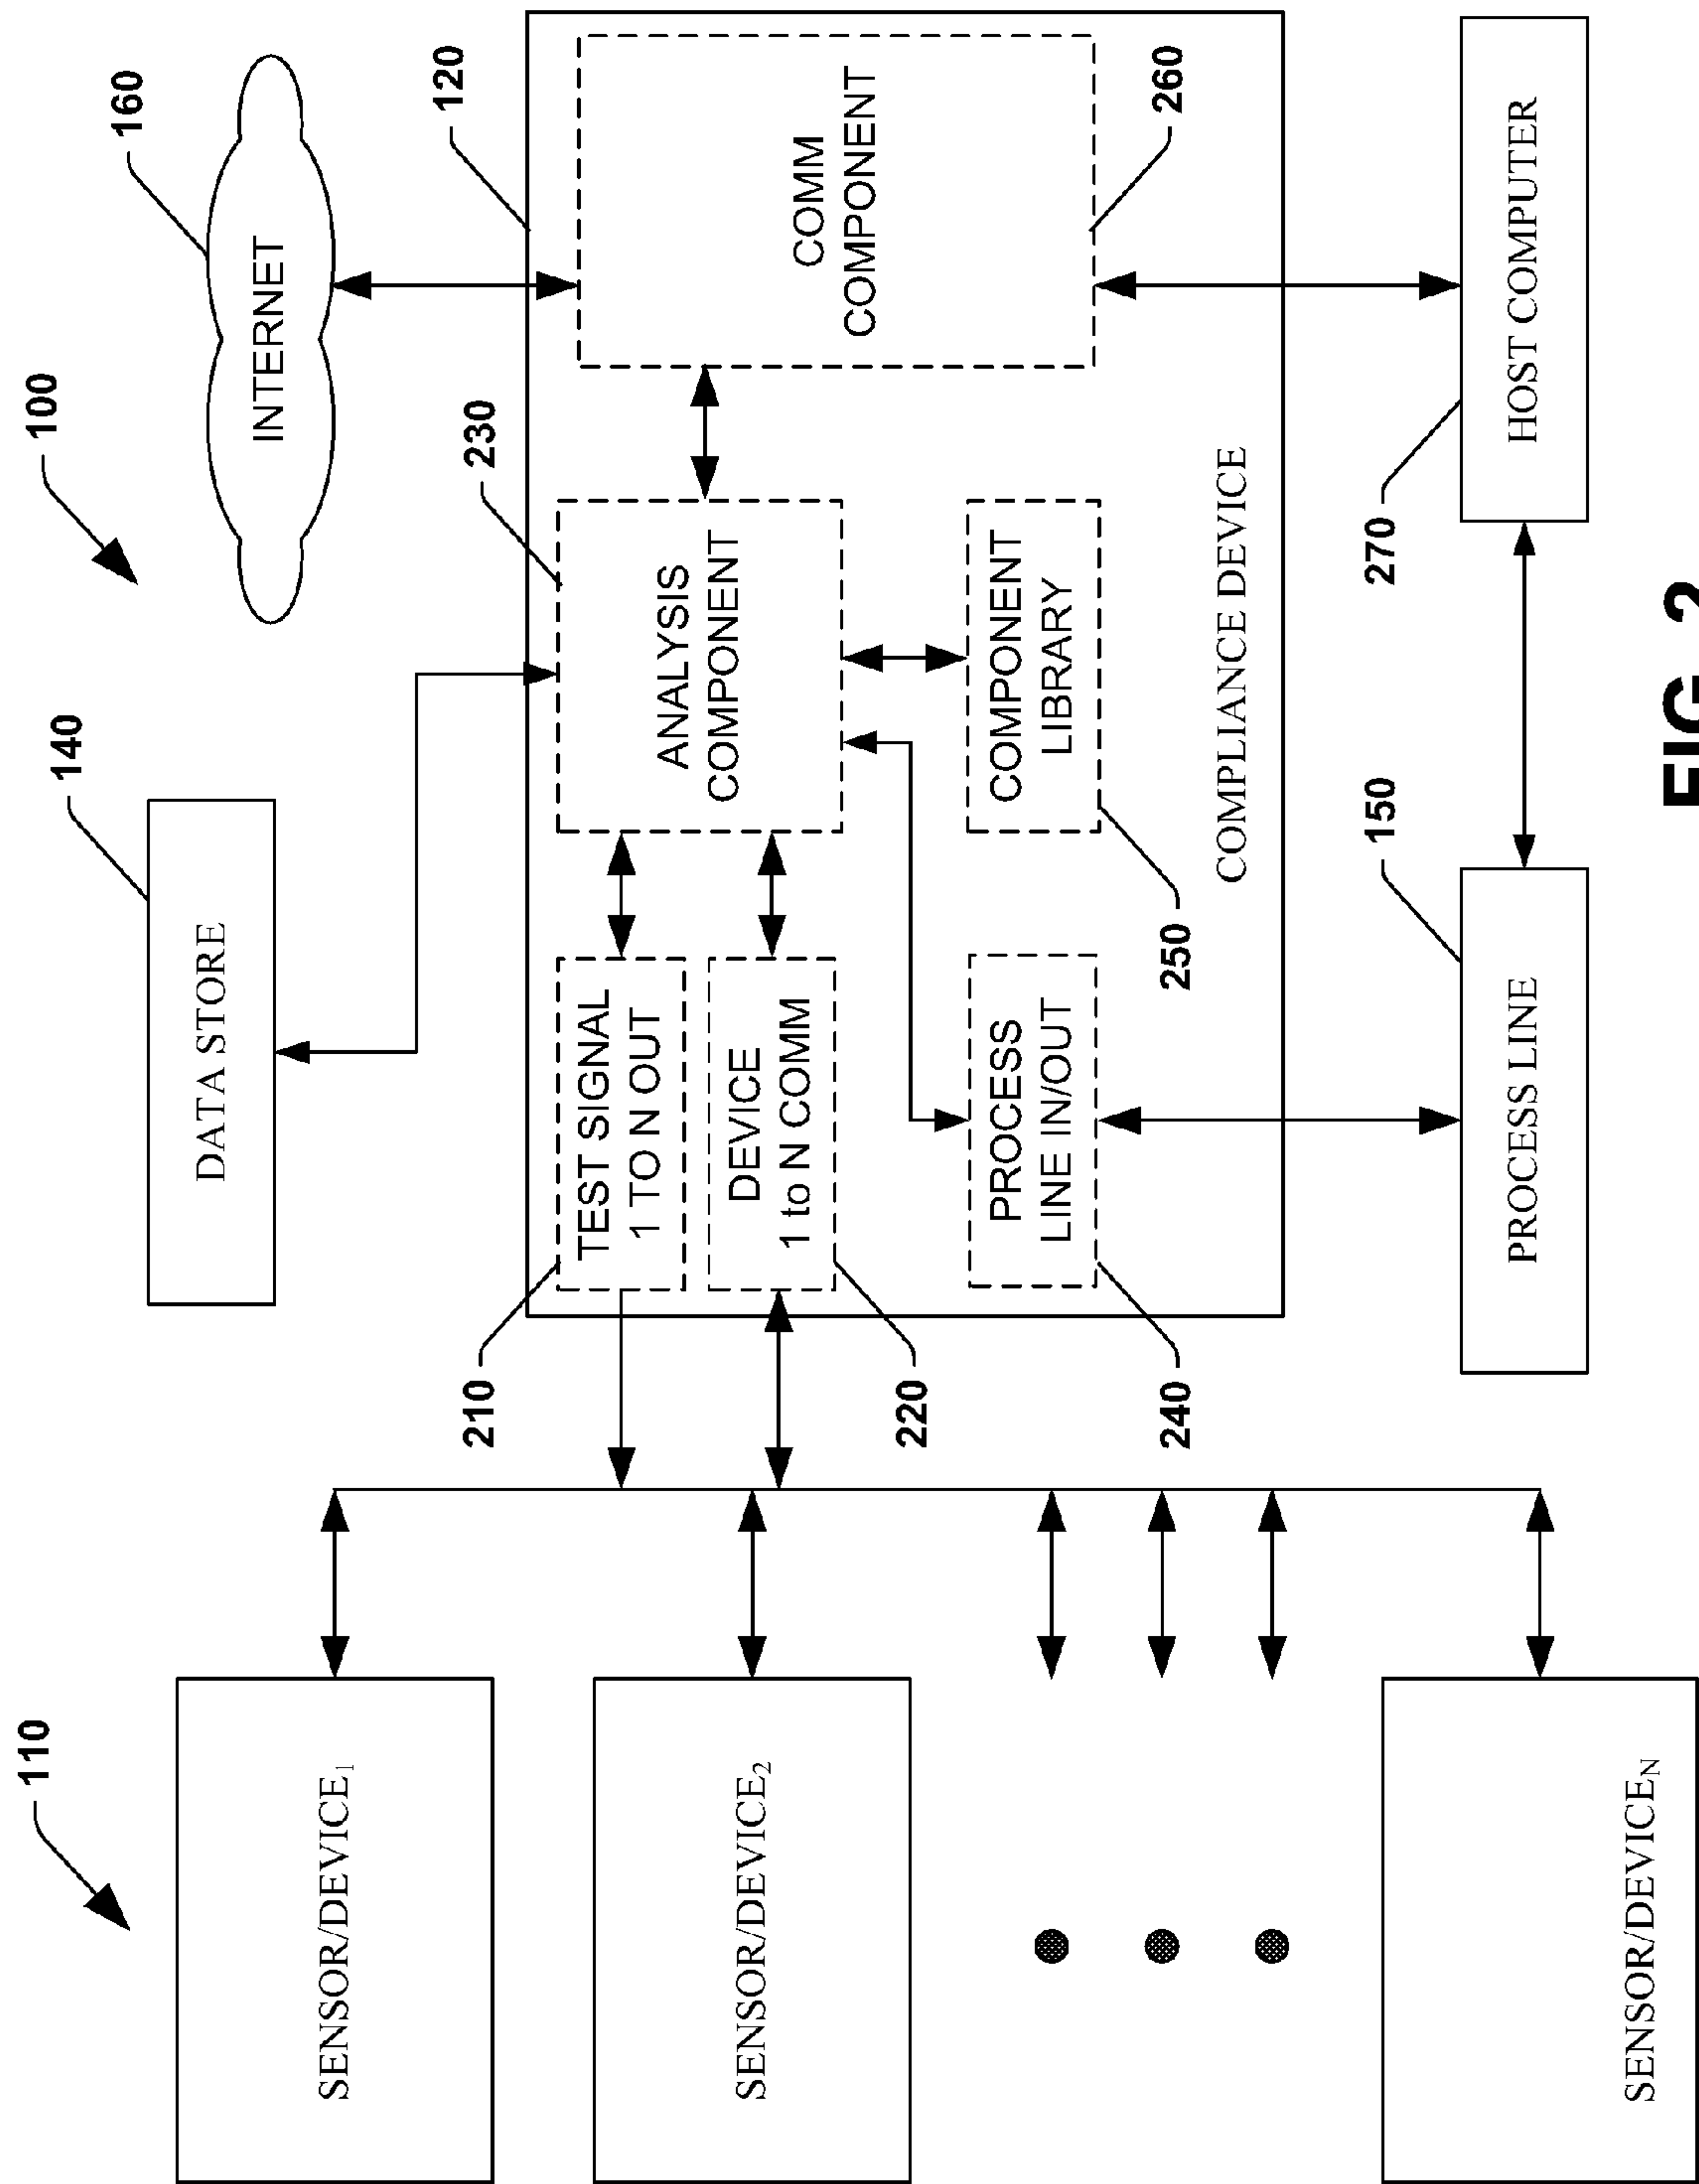 110
100
140
160
DATA STORE
INTERNET
SENSOR/DEVICE₁
120
210
230
TEST SIGNAL
1 TO N OUT
ANALYSIS
COMPONENT
SENSOR/DEVICE₂
DEVICE
1 to N COMM
COMM
COMPONENT
220
PROCESS
LINE IN/OUT
COMPONENT
LIBRARY
240
250
260
COMPLIANCE DEVICE
150
270
PROCESS LINE
HOST COMPUTER
SENSOR/DEVICE_N
FIG. 2